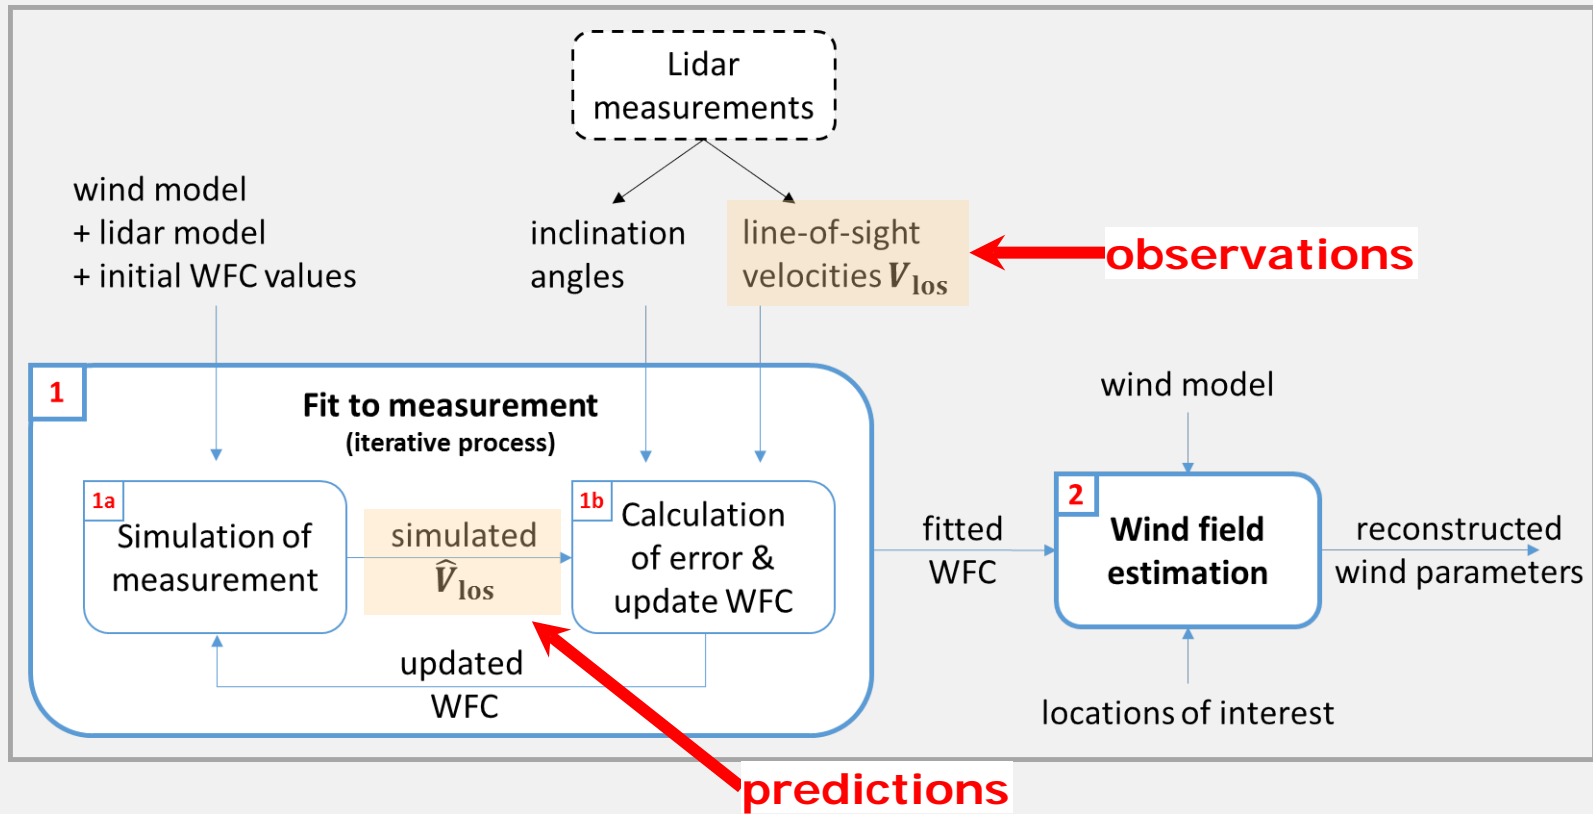 Lidar
measurements
wind model
+ lidar model
+ initial WFC values
inclination
angles
line-of-sight
velocities V_los
observations
1
Fit to measurement
(iterative process)
1a
Simulation of
measurement
simulated
V̂_los
1b
Calculation
of error &
update WFC
updated
WFC
fitted
WFC
wind model
2
Wind field
estimation
reconstructed
wind parameters
locations of interest
predictions